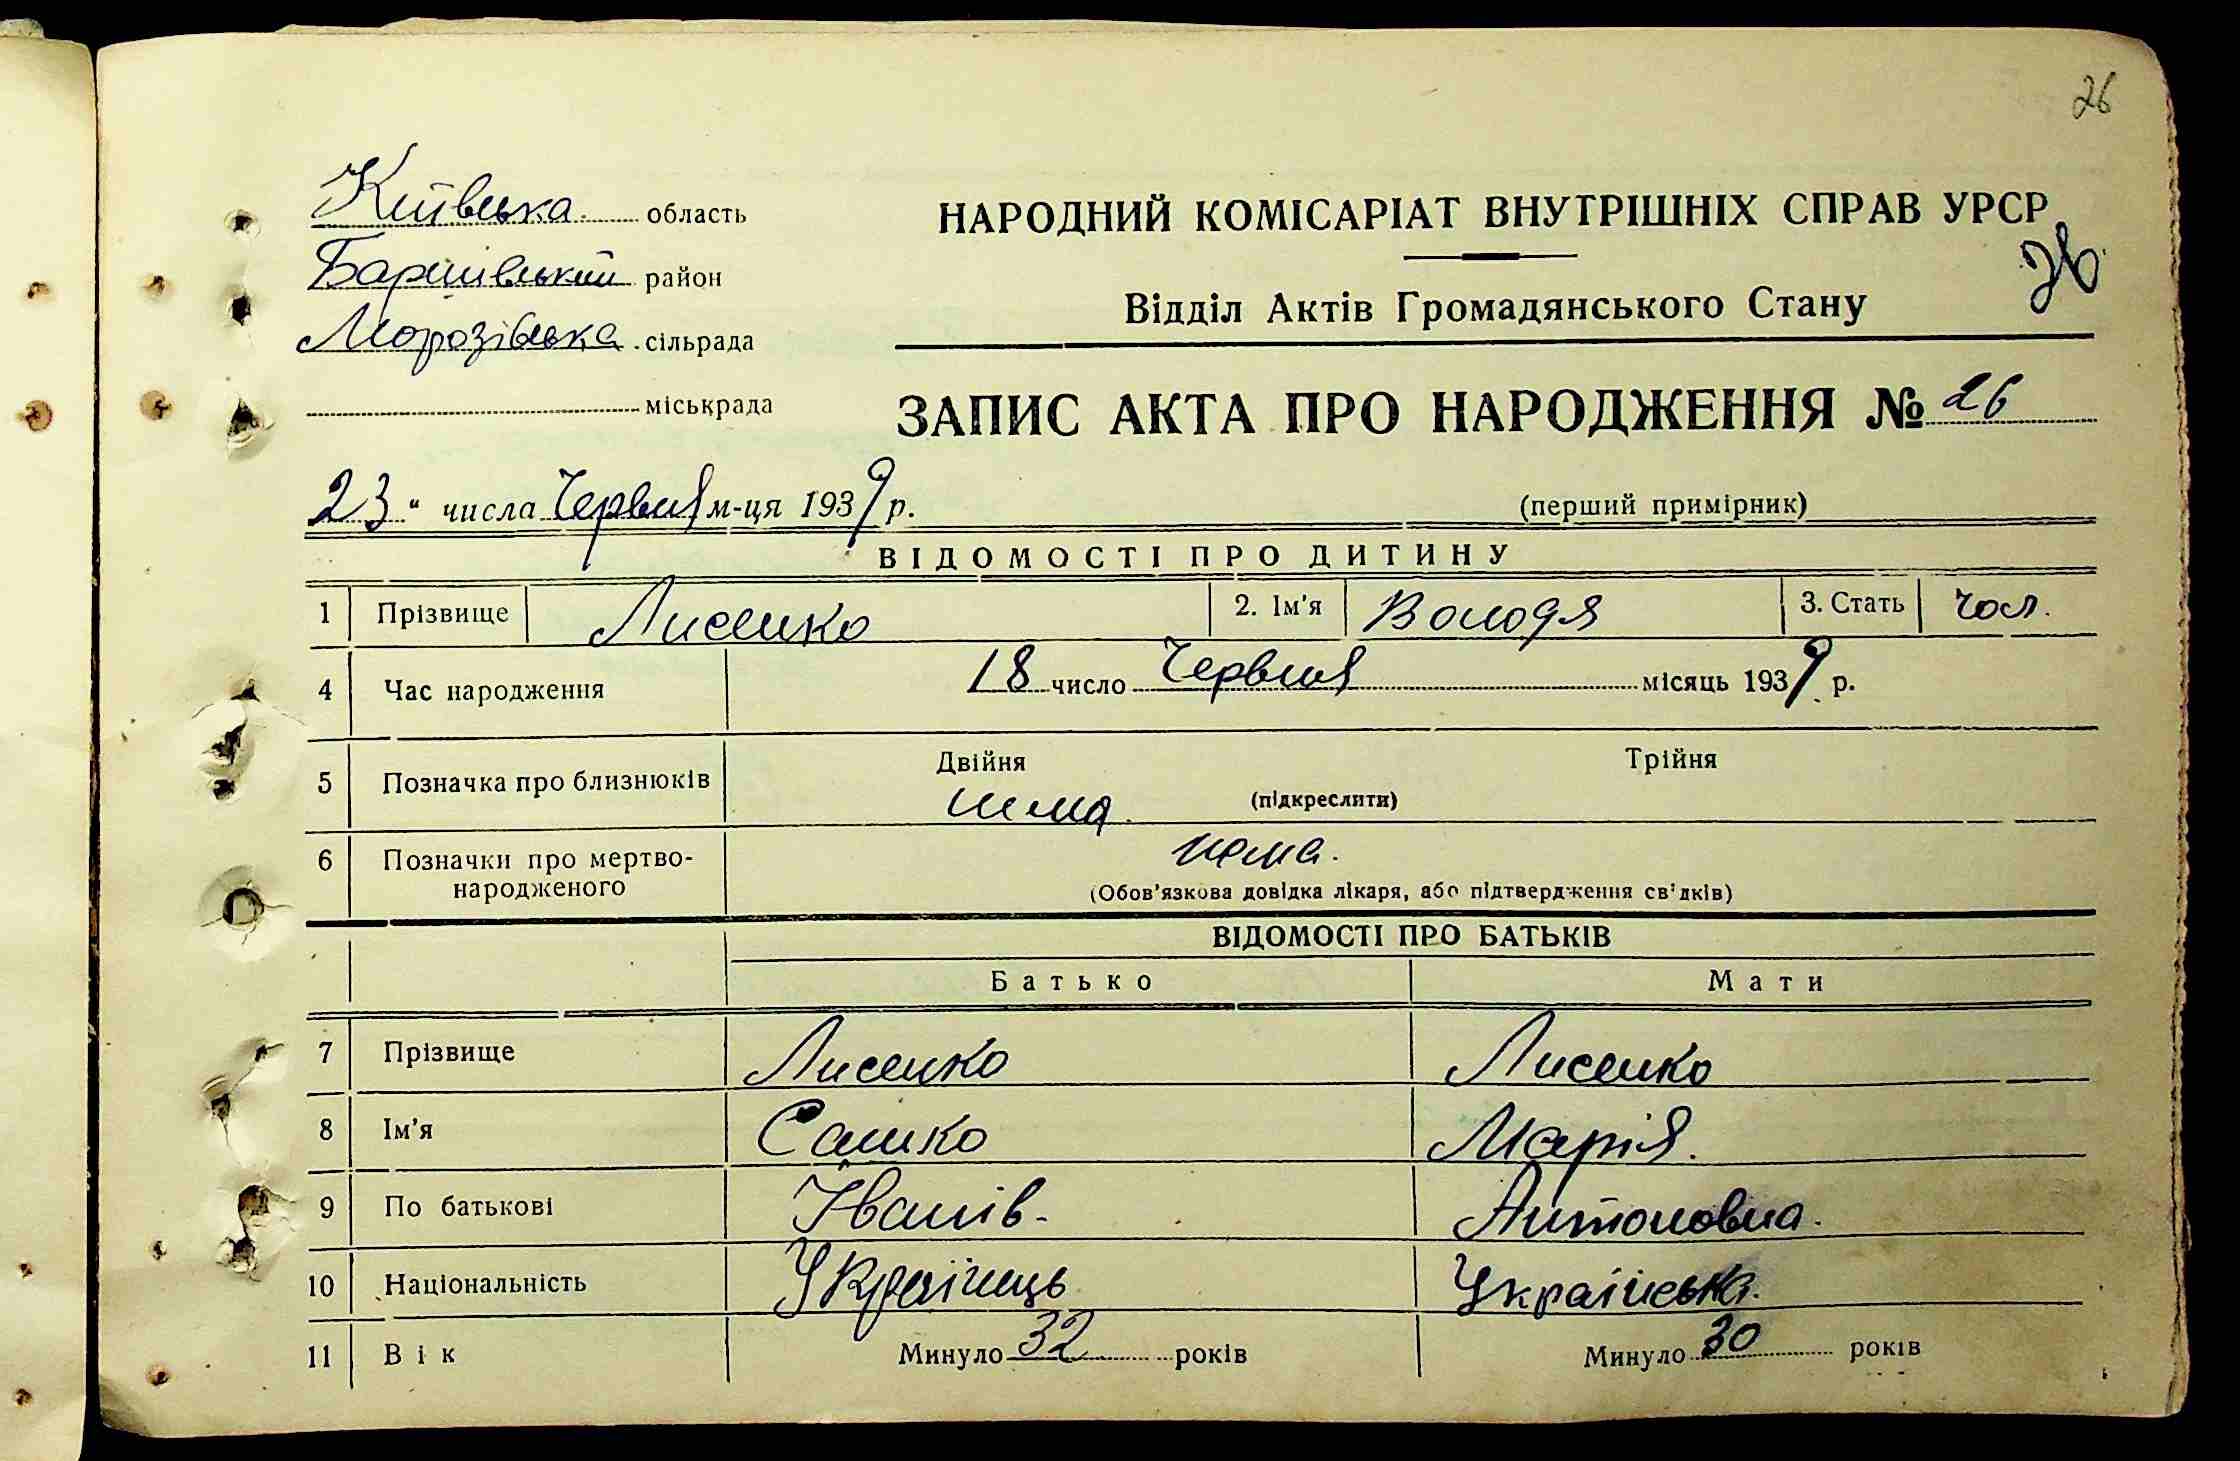 26
Київська область
Баришівський район
Морозівська сільрада
міськрада
НАРОДНИЙ КОМІСАРІАТ ВНУТРІШНІХ СПРАВ УРСР
26
Відділ Актів Громадянського Стану
ЗАПИС АКТА ПРО НАРОДЖЕННЯ № 26
23 " числа Червня м-ця 1939 р.
(перший примірник)
ВІДОМОСТІ ПРО ДИТИНУ
1 Прізвище Лисенко 2. Ім'я Володя 3. Стать чол.
4 Час народження 18 число Червня місяць 1939 р.
5 Позначка про близнюків Двійня Трійня
нема (підкреслити)
6 Позначки про мертво-народженого нема.
(Обов'язкова довідка лікаря, або підтвердження свідків)
ВІДОМОСТІ ПРО БАТЬКІВ
Батько Мати
7 Прізвище Лисенко Лисенко
8 Ім'я Сашко Марія.
9 По батькові Іванів- Антоновна.
10 Національність Українець Українська.
11 Вік Минуло 32 років Минуло 30 років